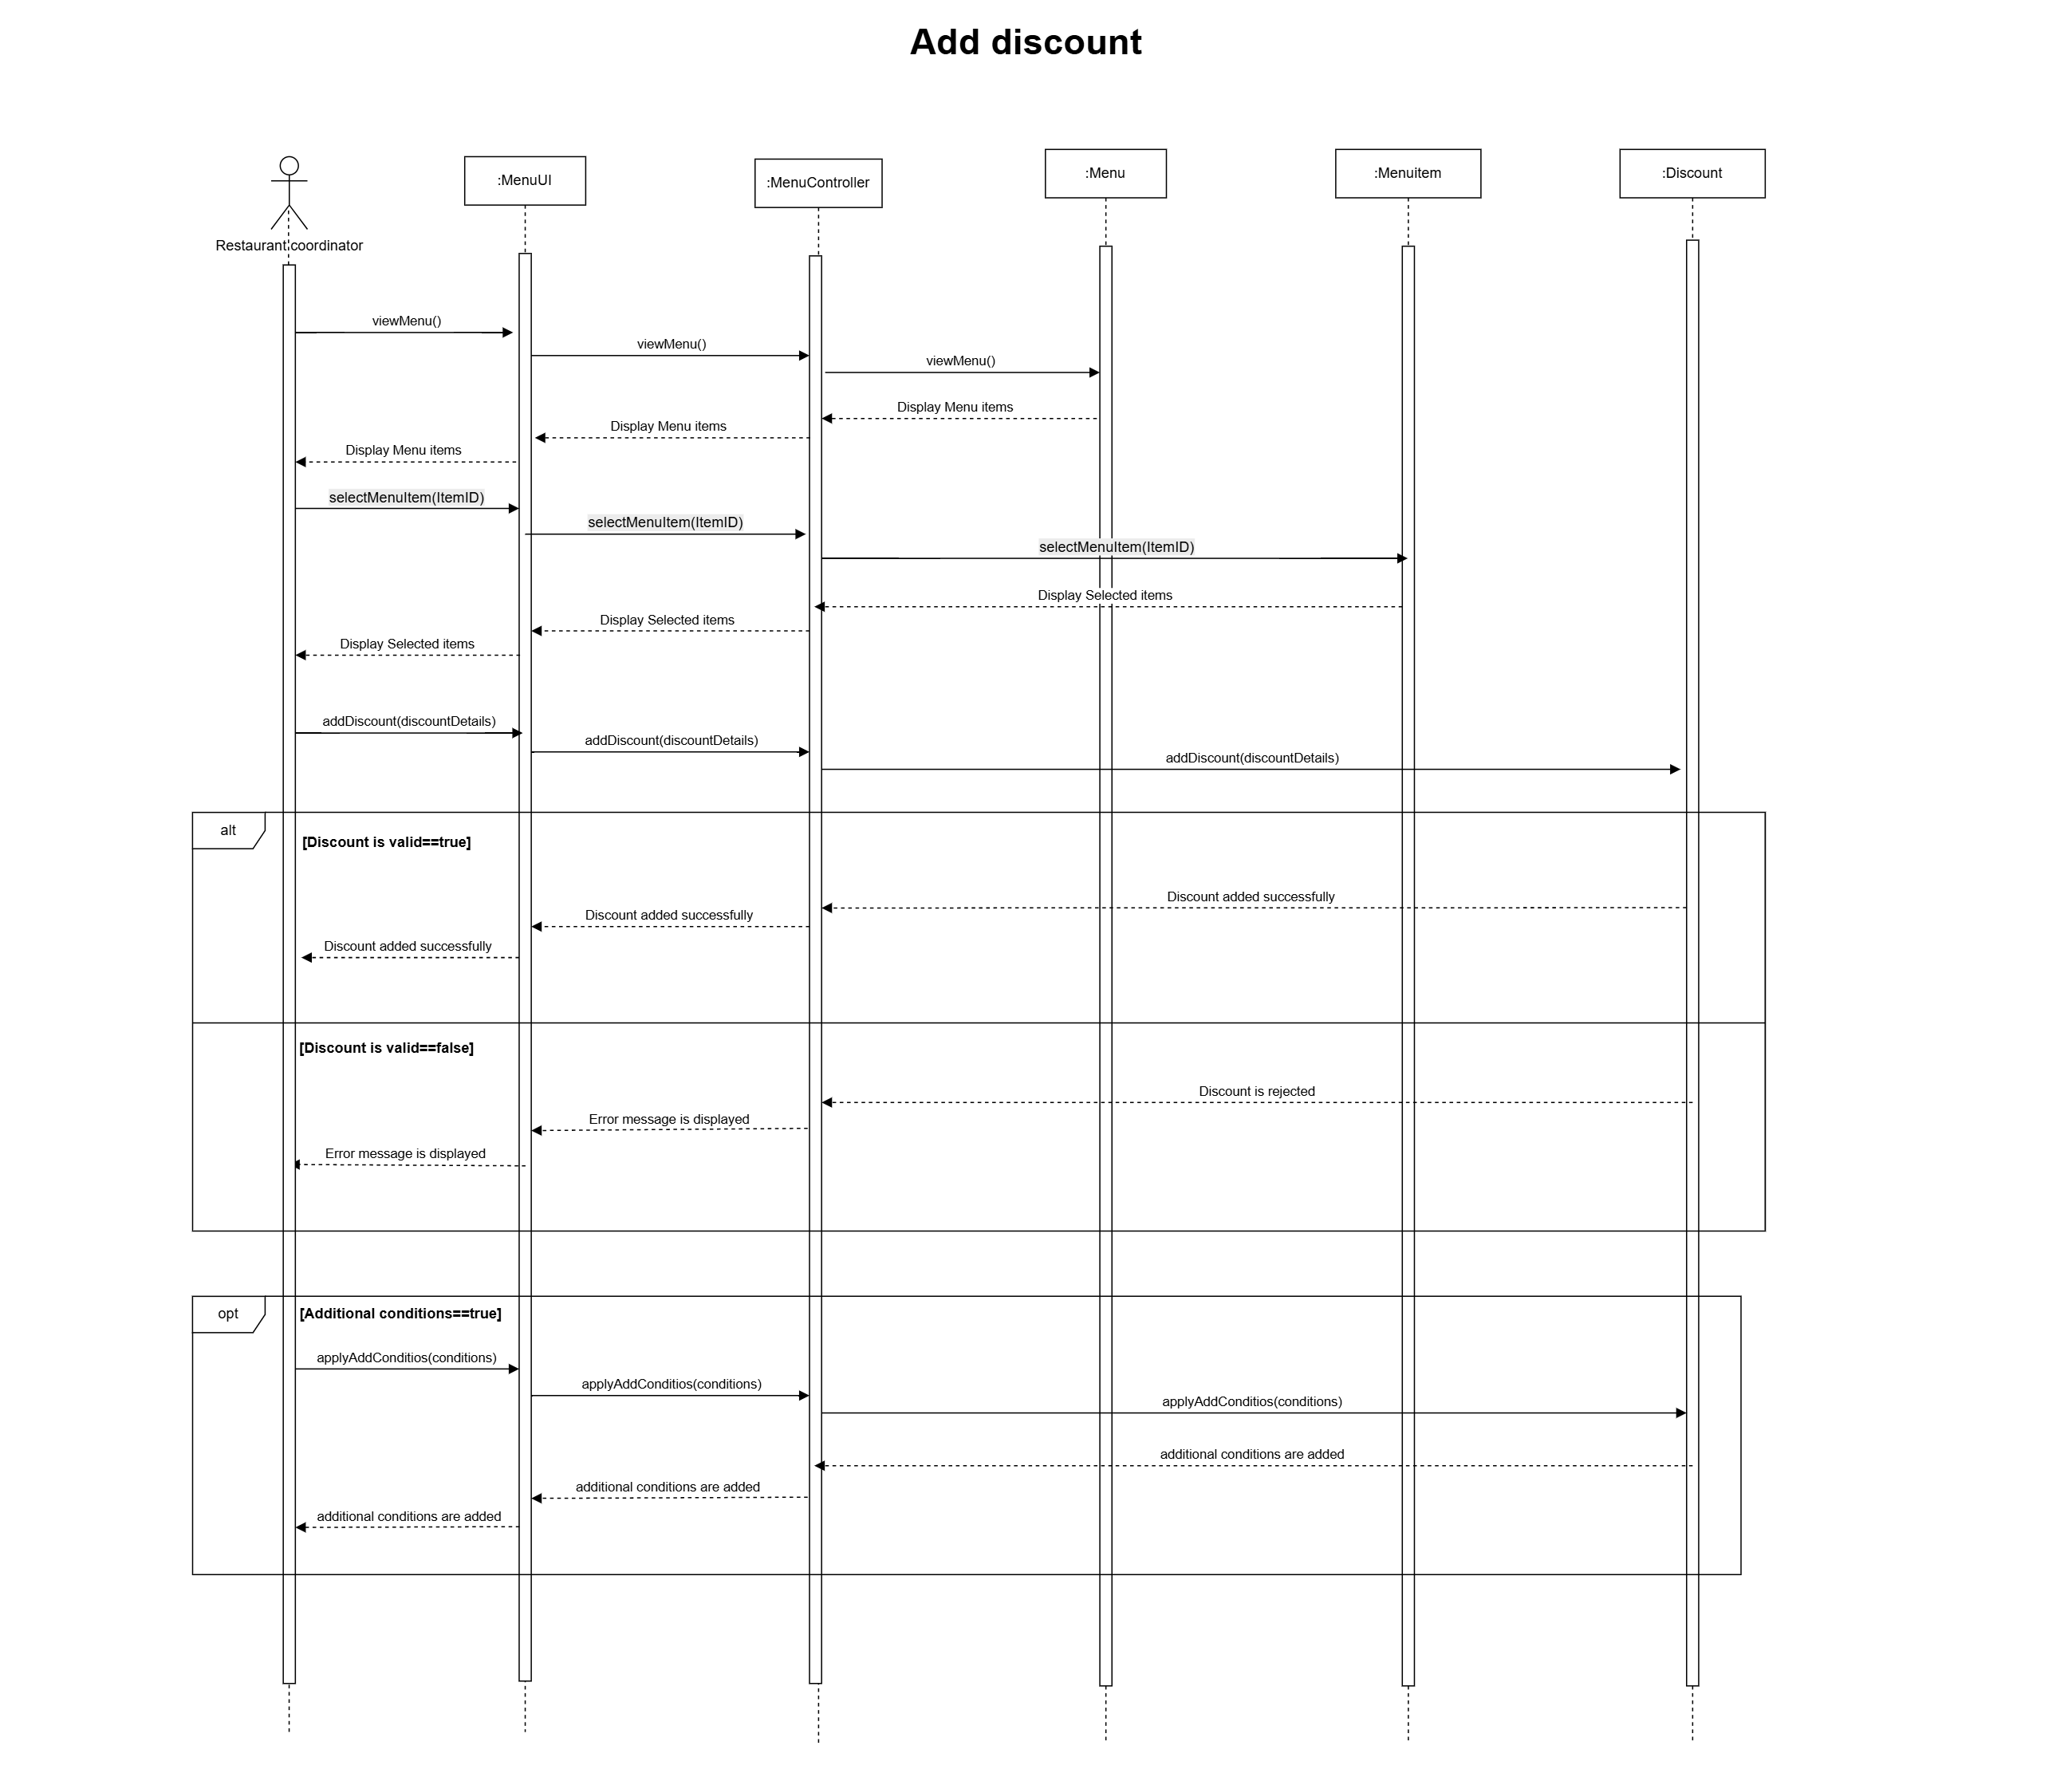 Add discount
:MenuUI
:MenuController
:Menu
:Menuitem
:Discount
Restaurant coordinator
viewMenu()
viewMenu()
viewMenu()
Display Menu items
Display Menu items
Display Menu items
selectMenuItem(ItemID)
selectMenuItem(ItemID)
selectMenuItem(ItemID)
Display Selected items
Display Selected items
Display Selected items
addDiscount(discountDetails)
addDiscount(discountDetails)
addDiscount(discountDetails)
alt
[Discount is valid==true]
Discount added successfully
Discount added successfully
Discount added successfully
[Discount is valid==false]
Discount is rejected
Error message is displayed
Error message is displayed
opt
[Additional conditions==true]
applyAddConditios(conditions)
applyAddConditios(conditions)
applyAddConditios(conditions)
additional conditions are added
additional conditions are added
additional conditions are added